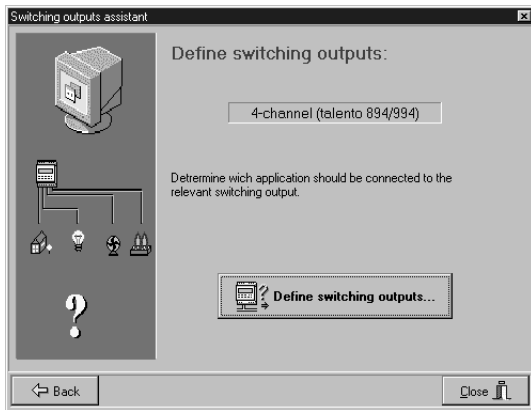 Switching outputs assistant
Define switching outputs:
4-channel (talento 894/994)
Detrermine wich application should be connected to the
relevant switching output.
Define switching outputs...
Back
Close